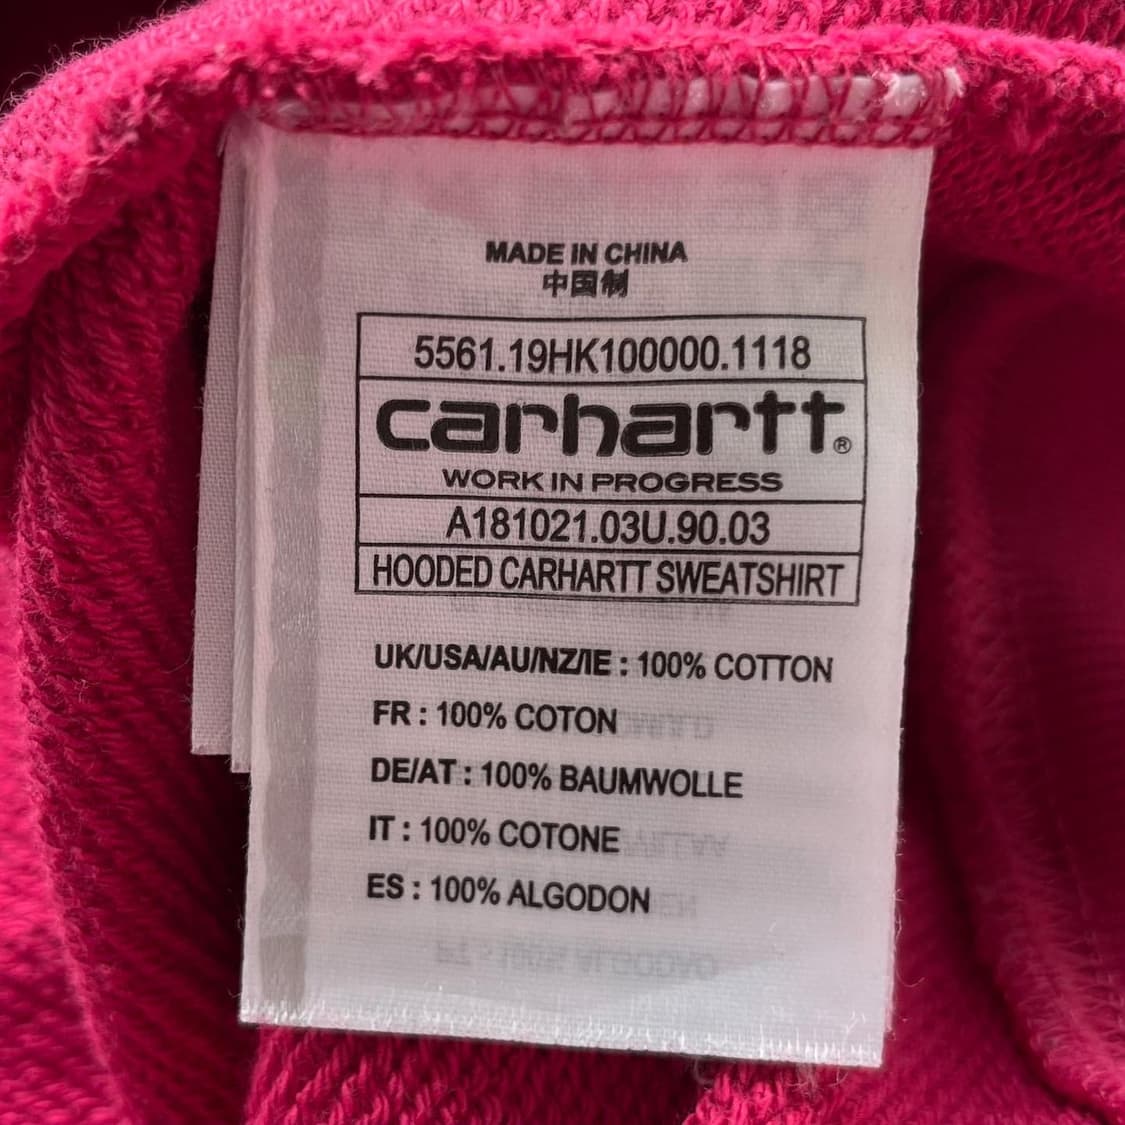 MADE IN CHINA
中国制
5561.19HK100000.1118
carhartt®
WORK IN PROGRESS
A181021.03U.90.03
HOODED CARHARTT SWEATSHIRT
UK/USA/AU/NZ/IE : 100% COTTON
FR : 100% COTON
DE/AT : 100% BAUMWOLLE
IT : 100% COTONE
ES : 100% ALGODON